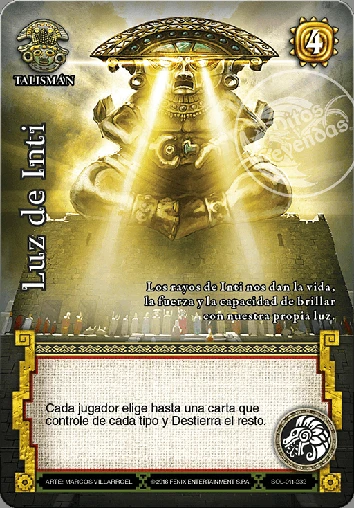 4
TALISMÁN
Mitos
Leyendas
Luz de Inti
Los rayos de Inti nos dan la vida,
la fuerza y la capacidad de brillar
con nuestra propia luz.
Cada jugador elige hasta una carta que
controle de cada tipo y Destierra el resto.
ARTE: MARCOS VILLARROEL
©2018 FENIX ENTERTAINMENT S.P.A